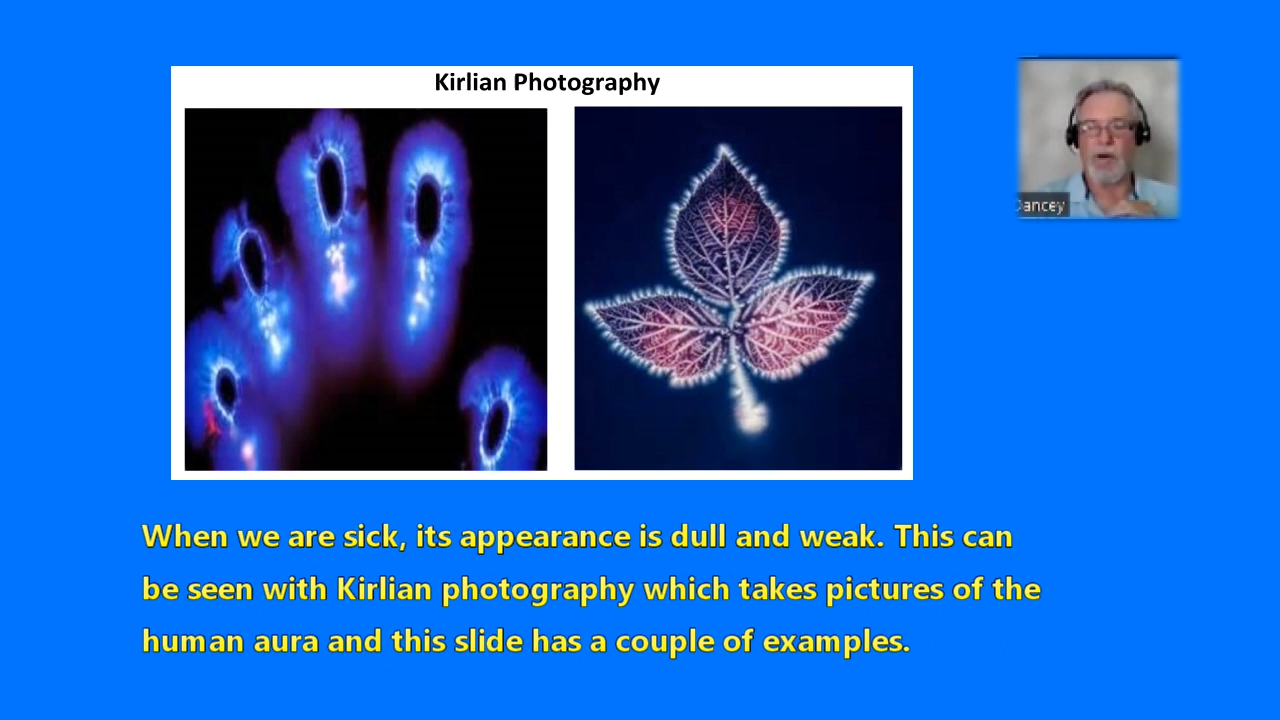 Kirlian Photography
Dancey
When we are sick, its appearance is dull and weak. This can
be seen with Kirlian photography which takes pictures of the
human aura and this slide has a couple of examples.